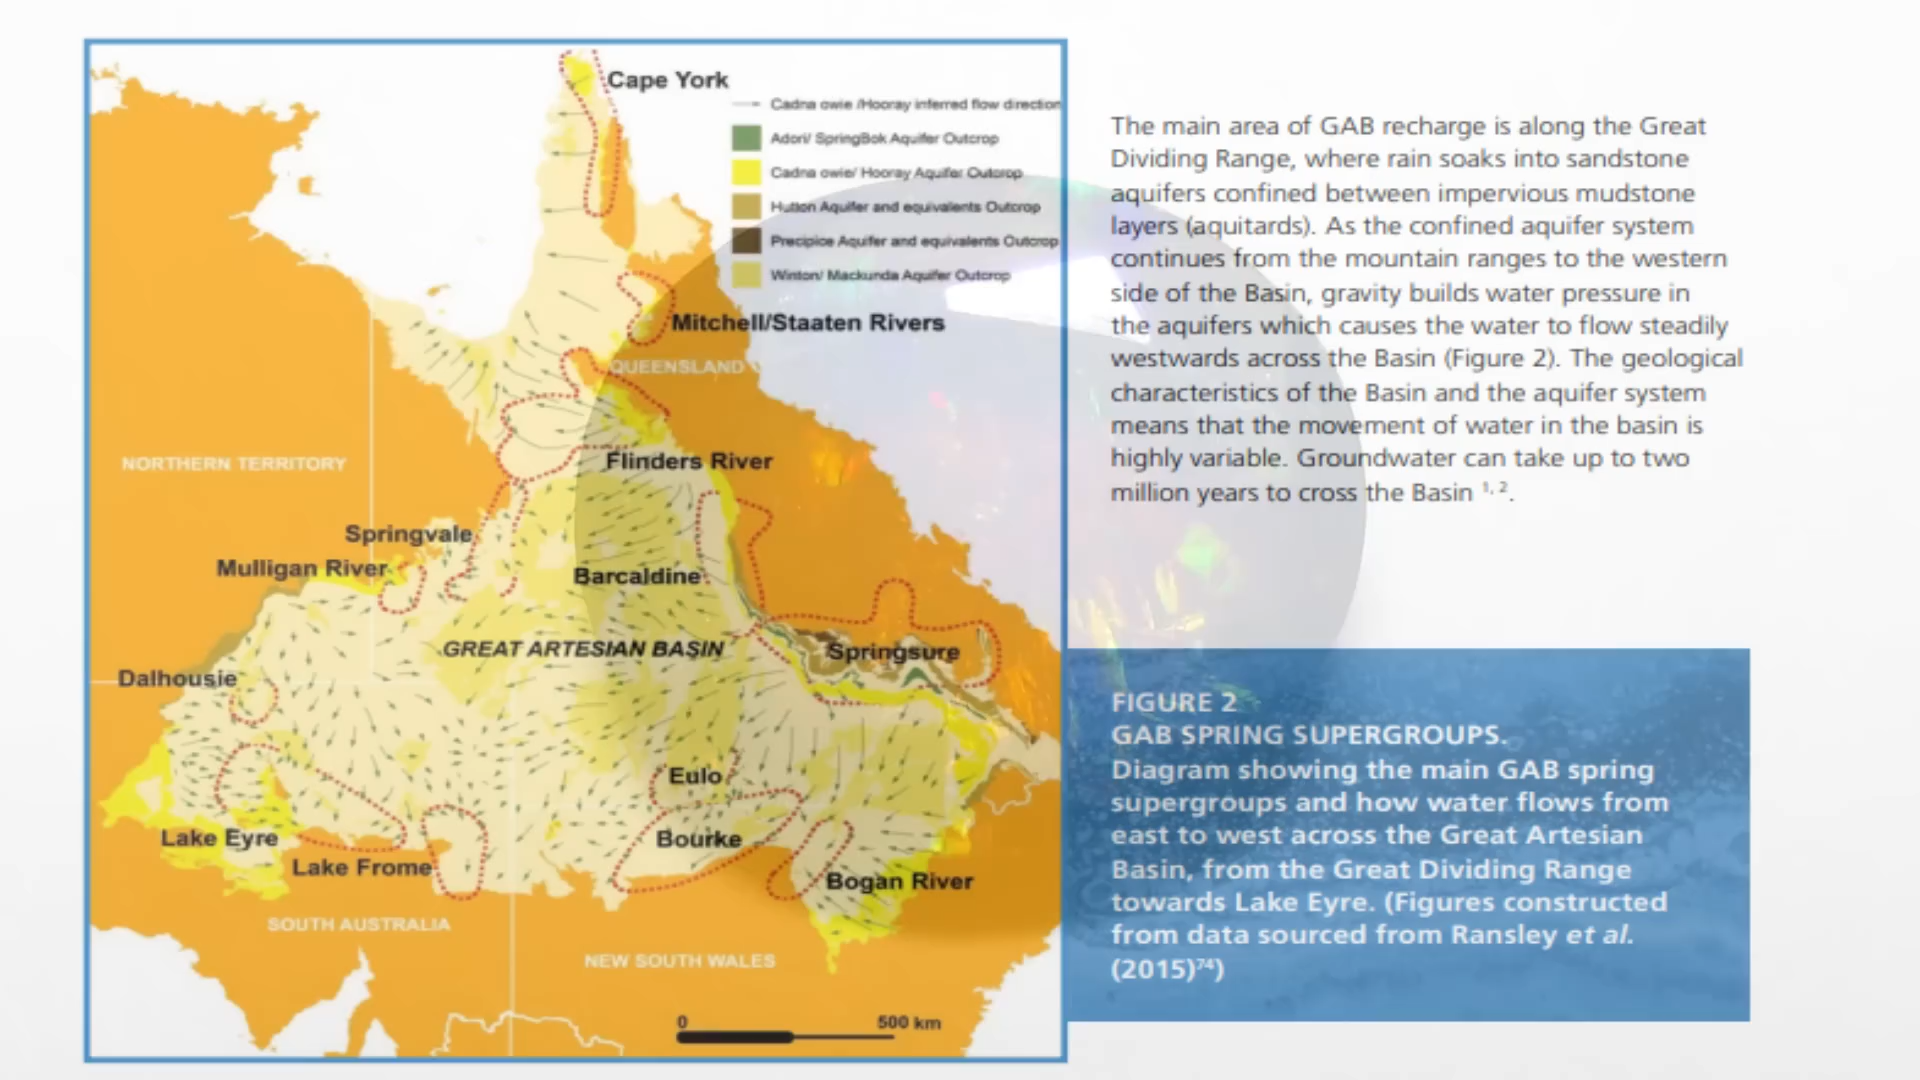 Cape York
Cadna owie /Hooray inferred flow direction
Adori/ SpringBok Aquifer Outcrop
Cadna owie/ Hooray Aquifer Outcrop
Hutton Aquifer and equivalents Outcrop
Precipice Aquifer and equivalents Outcrop
Winton/ Mackunda Aquifer Outcrop
Mitchell/Staaten Rivers
QUEENSLAND
NORTHERN TERRITORY
Flinders River
Springvale
Mulligan River
Barcaldine
GREAT ARTESIAN BASIN
Springsure
Dalhousie
Eulo
Lake Eyre
Bourke
Lake Frome
Bogan River
SOUTH AUSTRALIA
NEW SOUTH WALES
0 500 km
The main area of GAB recharge is along the Great
Dividing Range, where rain soaks into sandstone
aquifers confined between impervious mudstone
layers (aquitards). As the confined aquifer system
continues from the mountain ranges to the western
side of the Basin, gravity builds water pressure in
the aquifers which causes the water to flow steadily
westwards across the Basin (Figure 2). The geological
characteristics of the Basin and the aquifer system
means that the movement of water in the basin is
highly variable. Groundwater can take up to two
million years to cross the Basin 1, 2.
FIGURE 2
GAB SPRING SUPERGROUPS.
Diagram showing the main GAB spring
supergroups and how water flows from
east to west across the Great Artesian
Basin, from the Great Dividing Range
towards Lake Eyre. (Figures constructed
from data sourced from Ransley et al.
(2015)74)